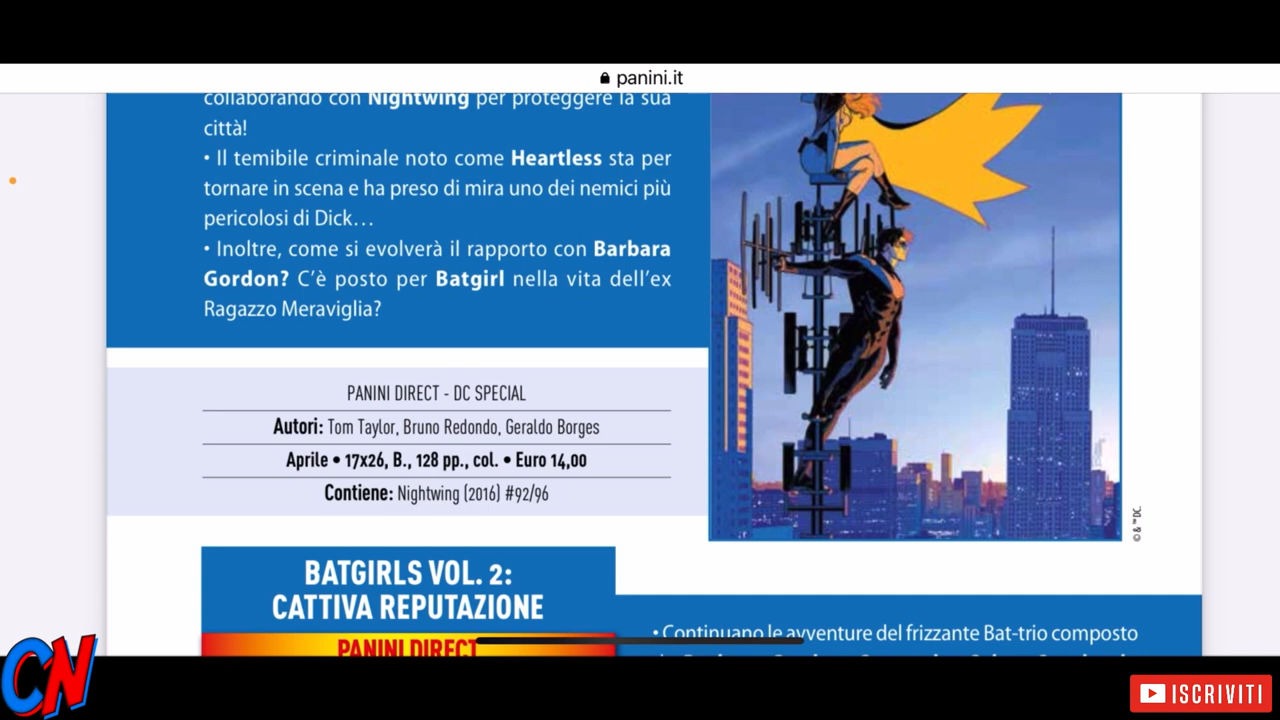 panini.it
collaborando con Nightwing per proteggere la sua
città!
• Il temibile criminale noto come Heartless sta per
tornare in scena e ha preso di mira uno dei nemici più
pericolosi di Dick…
• Inoltre, come si evolverà il rapporto con Barbara
Gordon? C'è posto per Batgirl nella vita dell'ex
Ragazzo Meraviglia?
PANINI DIRECT - DC SPECIAL
Autori: Tom Taylor, Bruno Redondo, Geraldo Borges
Aprile • 17x26, B., 128 pp., col. • Euro 14,00
Contiene: Nightwing (2016) #92/96
© & ™ DC.
BATGIRLS VOL. 2:
CATTIVA REPUTAZIONE
PANINI DIRECT
• Continuano le avventure del frizzante Bat-trio composto
CN
ISCRIVITI